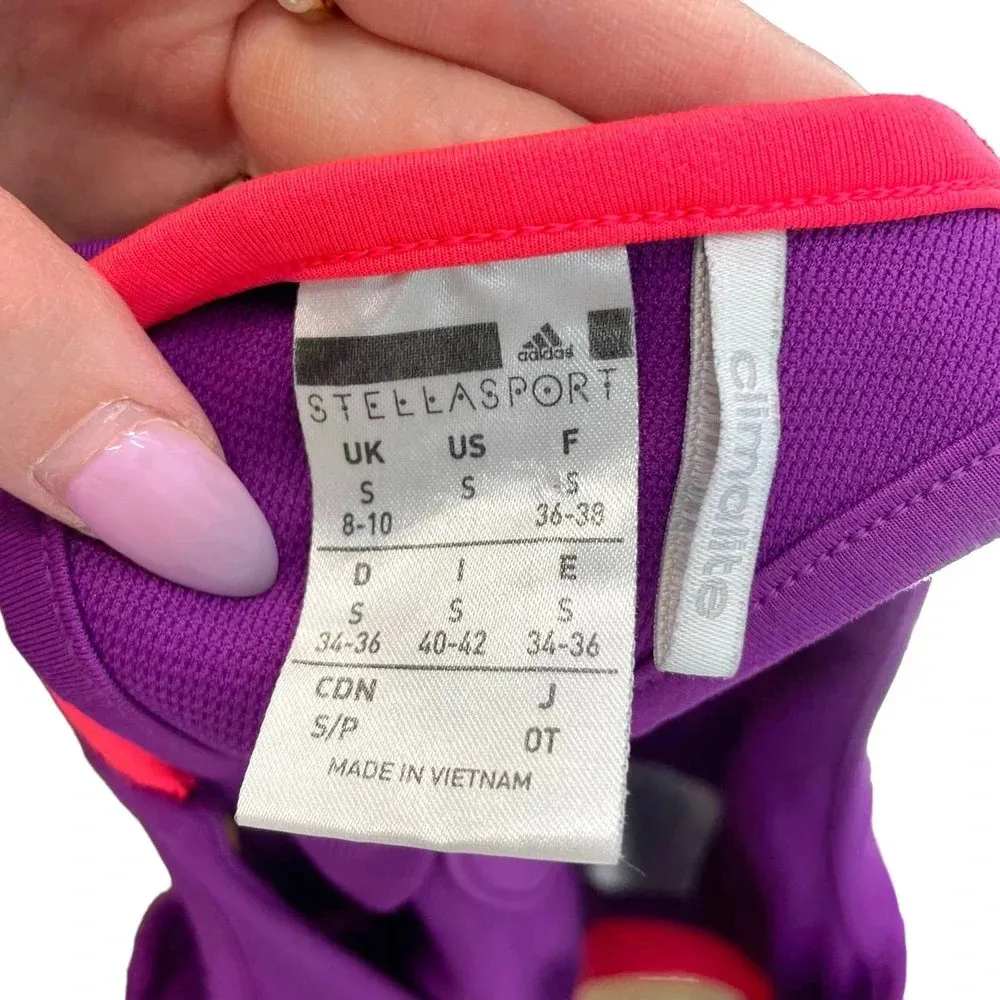 adidas
STELLASPORT
UK US F
S S S
8-10 36-38
D I E
S S S
34-36 40-42 34-36
CDN J
S/P OT
MADE IN VIETNAM
climalite